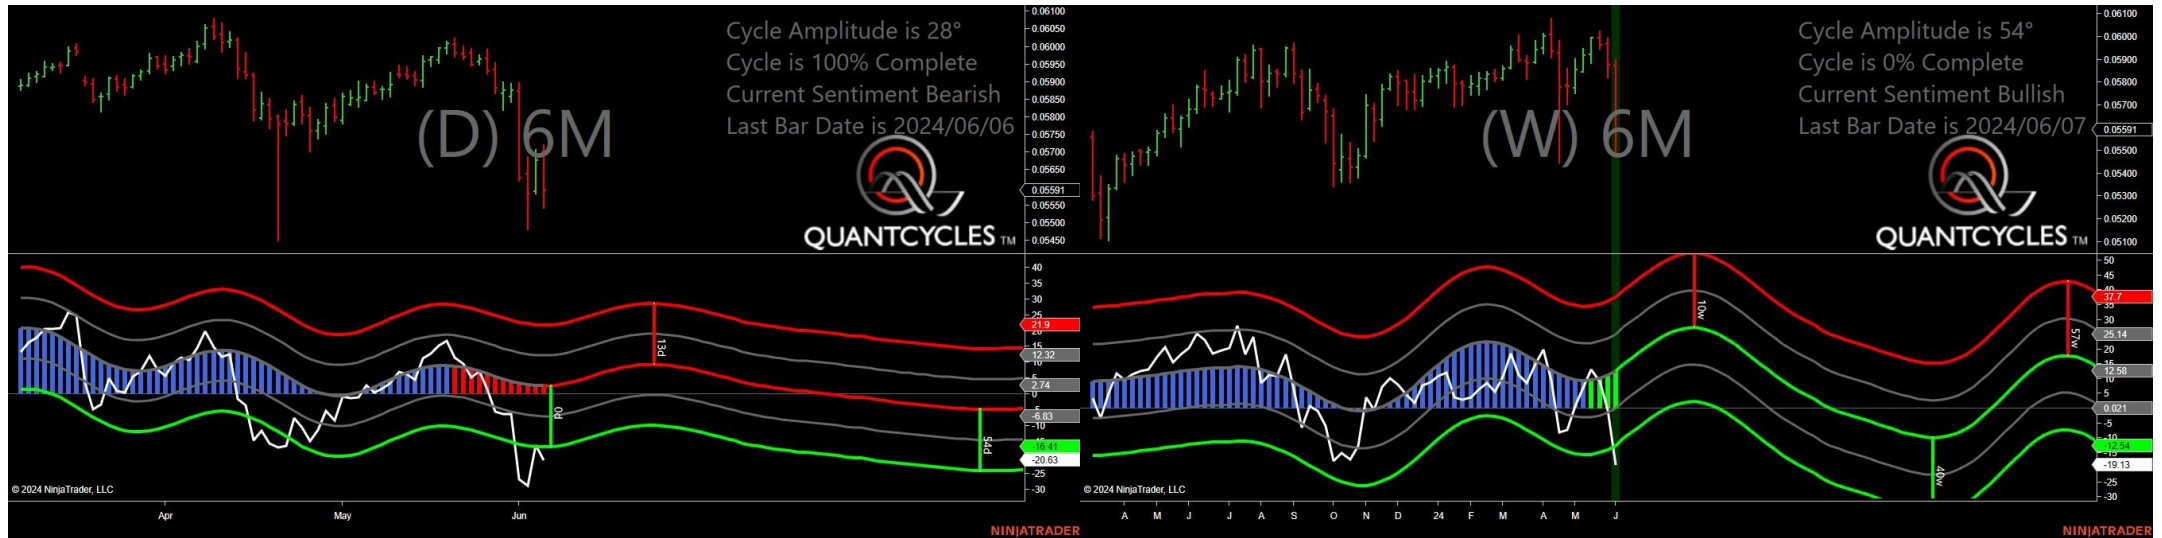 Cycle Amplitude is 28°
Cycle is 100% Complete
Current Sentiment Bearish
Last Bar Date is 2024/06/06
(D) 6M
QUANTCYCLES TM
0.06100
0.06050
0.06000
0.05950
0.05900
0.05850
0.05800
0.05750
0.05700
0.05650
0.05591
0.05550
0.05500
0.05450
40
35
30
25
21.9
15
12.32
10
5
2.74
0
-6.83
-10
-16.41
-20.63
-25
-30
13d
0d
54d
© 2024 NinjaTrader, LLC
Apr May Jun
NINJATRADER
Cycle Amplitude is 54°
Cycle is 0% Complete
Current Sentiment Bullish
Last Bar Date is 2024/06/07
(W) 6M
QUANTCYCLES TM
0.06100
0.06000
0.05900
0.05800
0.05700
0.05591
0.05500
0.05400
0.05300
0.05200
0.05100
50
45
40
37.7
30
25.14
20
12.58
10
5
0.021
-5
-10
-12.54
-19.13
-25
-30
10w
40w
57w
© 2024 NinjaTrader, LLC
A M J J A S O N D 24 F M A M J
NINJATRADER